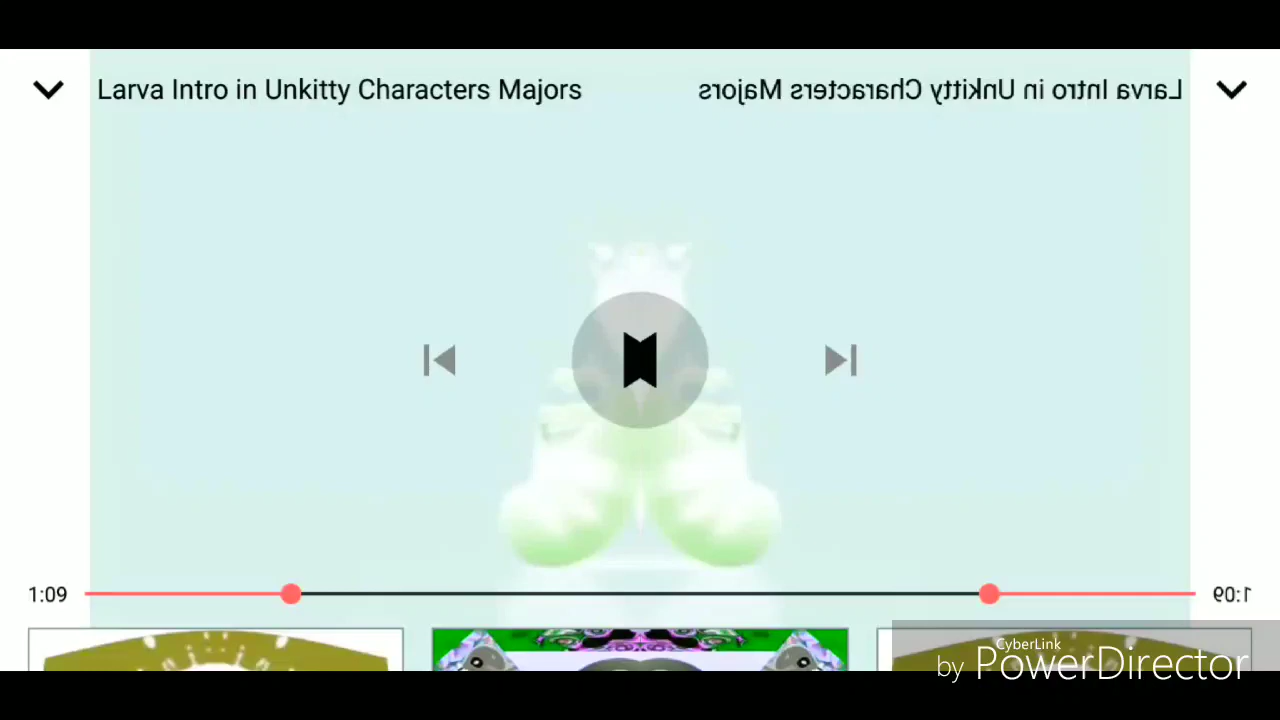 Larva Intro in Unkitty Characters Majors
Larva Intro in Unkitty Characters Majors
1:09
1:09
CyberLink
by PowerDirector